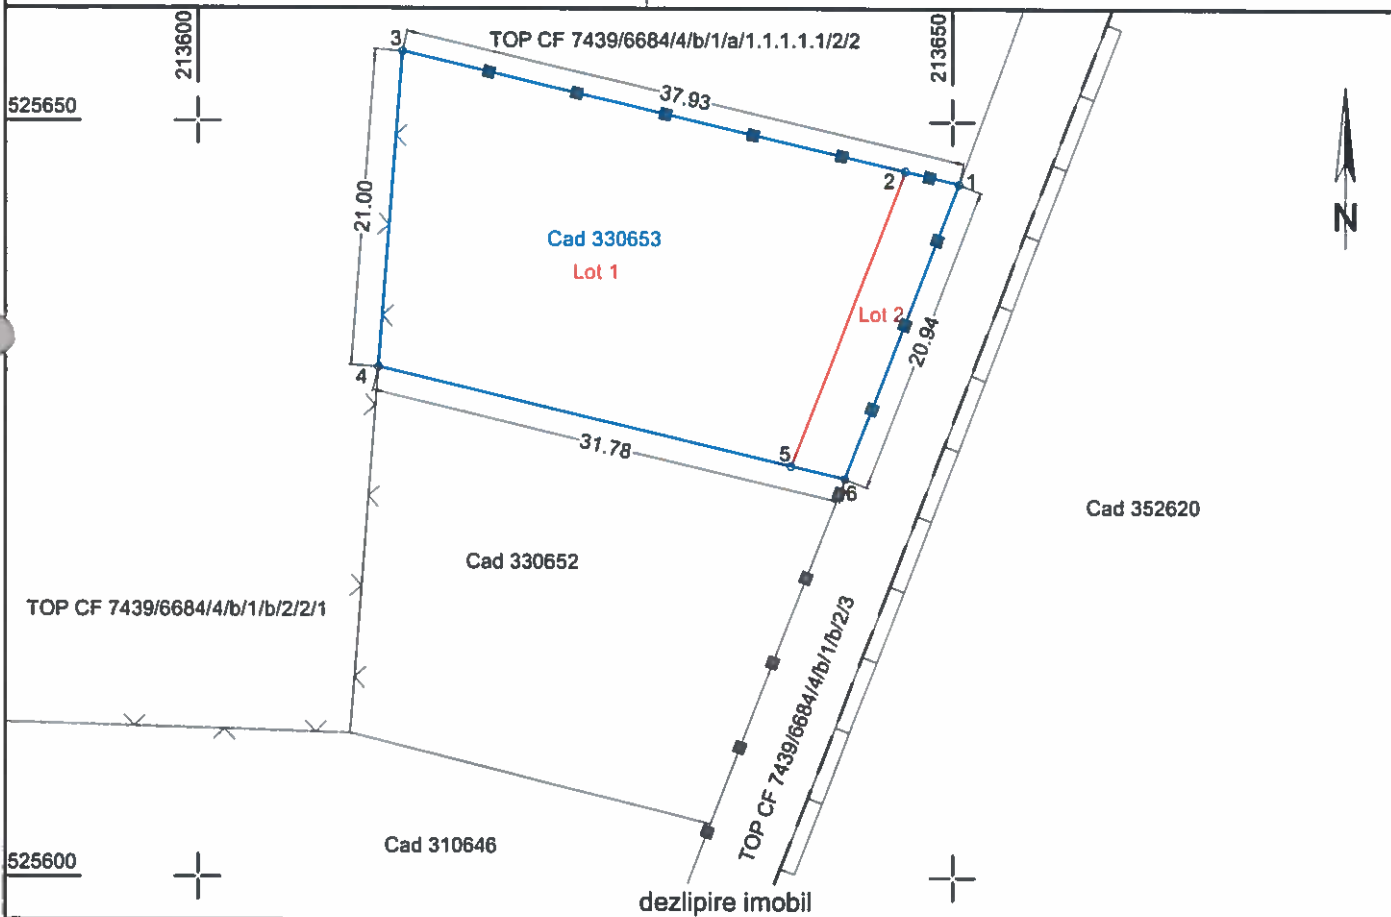 213600
3
TOP CF 7439/6684/4/b/1/a/1.1.1.1.1/2/2
213650
525650
37.93
2
1
N
21.00
Cad 330653
Lot 1
Lot 2
20.94
4
31.78
5
6
Cad 352620
Cad 330652
TOP CF 7439/6684/4/b/1/b/2/2/1
TOP CF 7439/6684/4/b/1/b/2/3
Cad 310646
525600
dezlipire imobil